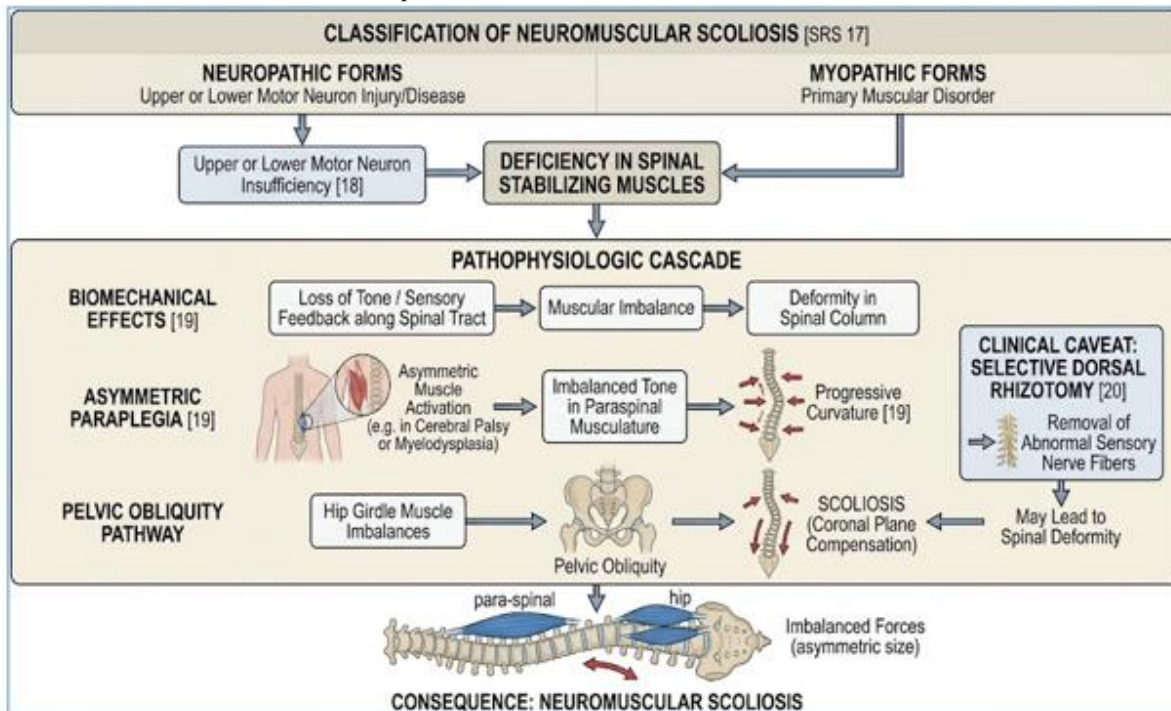 CLASSIFICATION OF NEUROMUSCULAR SCOLIOSIS [SRS 17]
NEUROPATHIC FORMS
Upper or Lower Motor Neuron Injury/Disease
MYOPATHIC FORMS
Primary Muscular Disorder
Upper or Lower Motor Neuron
Insufficiency [18]
DEFICIENCY IN SPINAL
STABILIZING MUSCLES
PATHOPHYSIOLOGIC CASCADE
BIOMECHANICAL
EFFECTS [19]
Loss of Tone / Sensory
Feedback along Spinal Tract
Muscular Imbalance
Deformity in
Spinal Column
ASYMMETRIC
PARAPLEGIA [19]
Asymmetric
Muscle
Activation
(e.g. in Cerebral Palsy
or Myelodysplasia)
Imbalanced Tone
in Paraspinal
Musculature
Progressive
Curvature [19]
CLINICAL CAVEAT:
SELECTIVE DORSAL
RHIZOTOMY [20]
Removal of
Abnormal Sensory
Nerve Fibers
May Lead to
Spinal Deformity
PELVIC OBLIQUITY
PATHWAY
Hip Girdle Muscle
Imbalances
Pelvic Obliquity
SCOLIOSIS
(Coronal Plane
Compensation)
para-spinal
hip
Imbalanced Forces
(asymmetric size)
CONSEQUENCE: NEUROMUSCULAR SCOLIOSIS